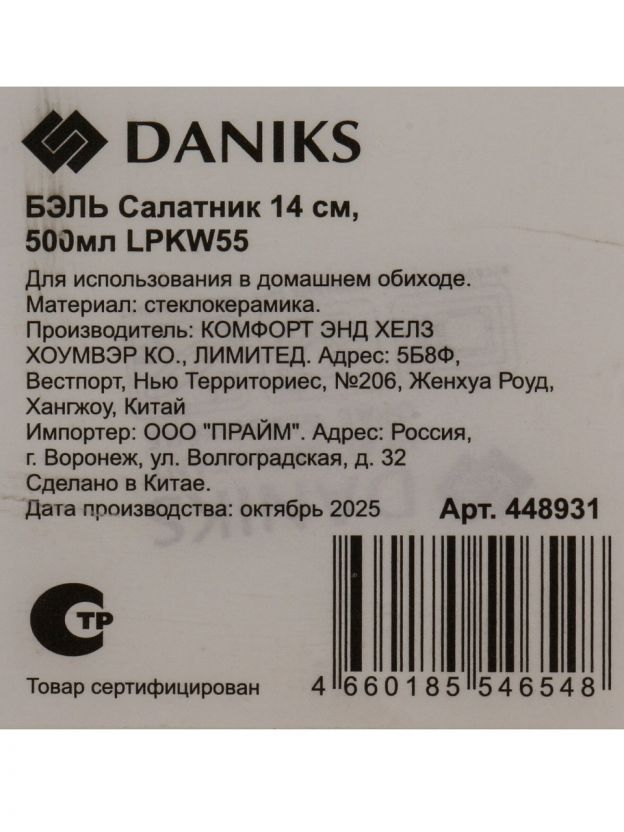 DANIKS
БЭЛЬ Салатник 14 см,
500мл LPKW55
Для использования в домашнем обиходе.
Материал: стеклокерамика.
Производитель: КОМФОРТ ЭНД ХЕЛЗ
ХОУМВЭР КО., ЛИМИТЕД. Адрес: 5Б8Ф,
Вестпорт, Нью Территориес, №206, Женхуа Роуд,
Хангжоу, Китай
Импортер: ООО "ПРАЙМ". Адрес: Россия,
г. Воронеж, ул. Волгоградская, д. 32
Сделано в Китае.
Дата производства: октябрь 2025
Арт. 448931
ТР
Товар сертифицирован
4 660185 546548